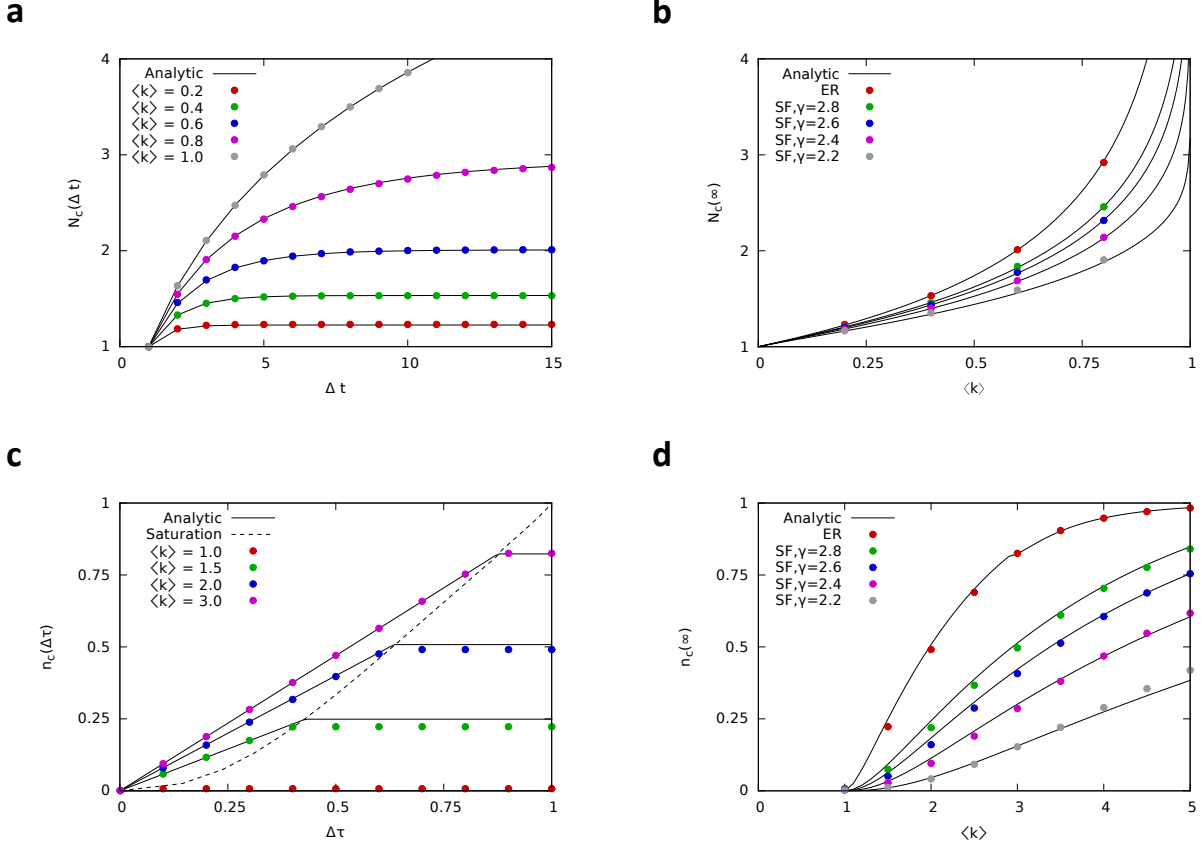 a
4
3
2
1
0
5
10
15
N_c(Δ t)
Δ t
Analytic
⟨k⟩ = 0.2
⟨k⟩ = 0.4
⟨k⟩ = 0.6
⟨k⟩ = 0.8
⟨k⟩ = 1.0
b
4
3
2
1
0
0.25
0.5
0.75
1
N_c(∞)
⟨k⟩
Analytic
ER
SF,γ=2.8
SF,γ=2.6
SF,γ=2.4
SF,γ=2.2
c
1
0.75
0.5
0.25
0
0
0.25
0.5
0.75
1
n_c(Δτ)
Δτ
Analytic
Saturation
⟨k⟩ = 1.0
⟨k⟩ = 1.5
⟨k⟩ = 2.0
⟨k⟩ = 3.0
d
1
0.75
0.5
0.25
0
0
1
2
3
4
5
n_c(∞)
⟨k⟩
Analytic
ER
SF,γ=2.8
SF,γ=2.6
SF,γ=2.4
SF,γ=2.2